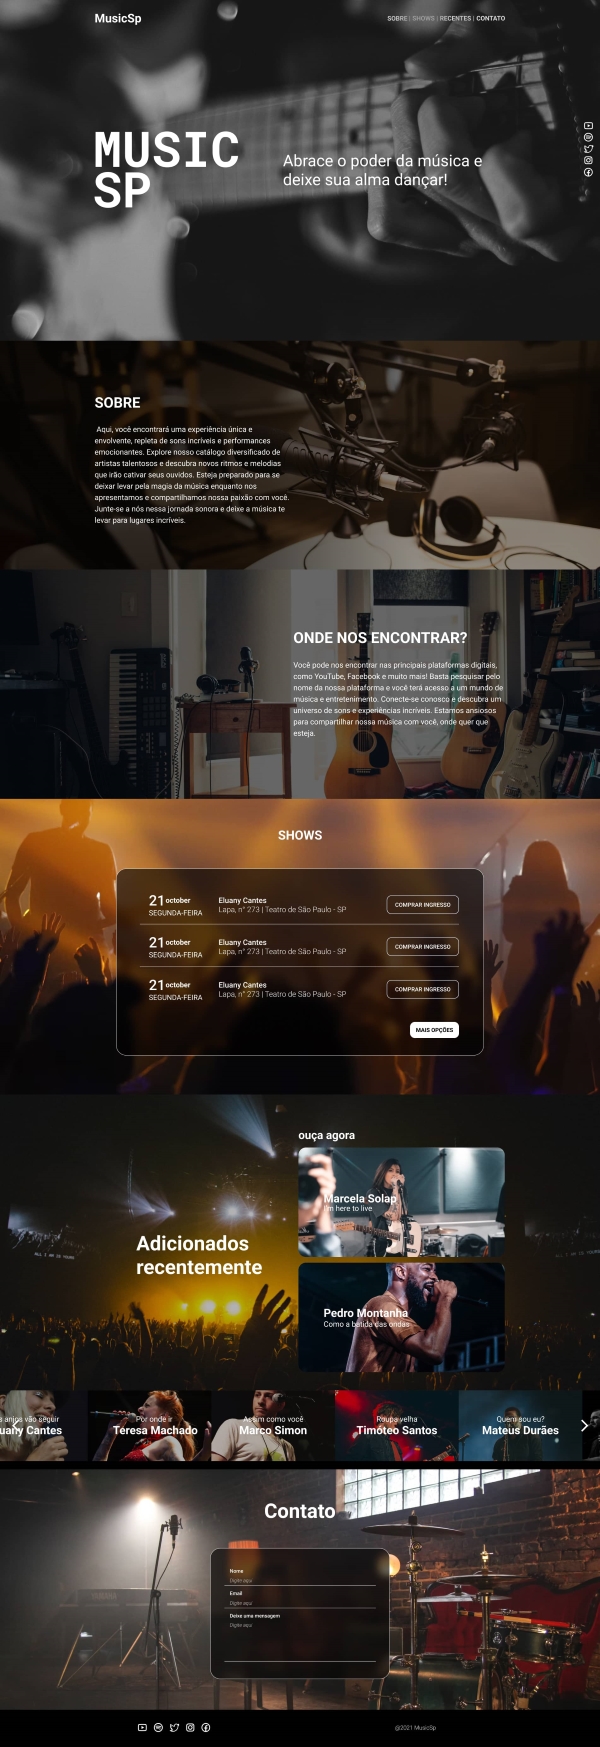 MusicSp
SOBRE | SHOWS | RECENTES | CONTATO
MUSIC
SP
Abrace o poder da música e
deixe sua alma dançar!
SOBRE
Aqui, você encontrará uma experiência única e
envolvente, repleta de sons incríveis e performances
emocionantes. Explore nosso catálogo diversificado de
artistas talentosos e descubra novos ritmos e melodias
que irão cativar seus ouvidos. Esteja preparado para se
deixar levar pela magia da música enquanto nos
apresentamos e compartilhamos nossa paixão com você.
Junte-se a nós nessa jornada sonora e deixe a música te
levar para lugares incríveis.
ONDE NOS ENCONTRAR?
Você pode nos encontrar nas principais plataformas digitais,
como YouTube, Facebook e muito mais! Basta pesquisar pelo
nome da nossa plataforma e você terá acesso a um mundo de
música e entretenimento. Conecte-se conosco e descubra um
universo de sons e experiências incríveis. Estamos ansiosos
para compartilhar nossa música com você, onde quer que
esteja.
SHOWS
21 october
SEGUNDA-FEIRA
Eluany Cantes
Lapa, n° 273 | Teatro de São Paulo - SP
COMPRAR INGRESSO
21 october
SEGUNDA-FEIRA
Eluany Cantes
Lapa, n° 273 | Teatro de São Paulo - SP
COMPRAR INGRESSO
21 october
SEGUNDA-FEIRA
Eluany Cantes
Lapa, n° 273 | Teatro de São Paulo - SP
COMPRAR INGRESSO
MAIS OPÇÕES
ouça agora
Marcela Solap
I'm here to live
Adicionados
recentemente
Pedro Montanha
Como a batida das ondas
s anjos vão seguir
uany Cantes
Por onde ir
Teresa Machado
Assim como você
Marco Simon
Roupa velha
Timóteo Santos
Quem sou eu?
Mateus Durães
Contato
Nome
Digite aqui
Email
Digite aqui
Deixe uma mensagem
Digite aqui
@2021 MusicSp